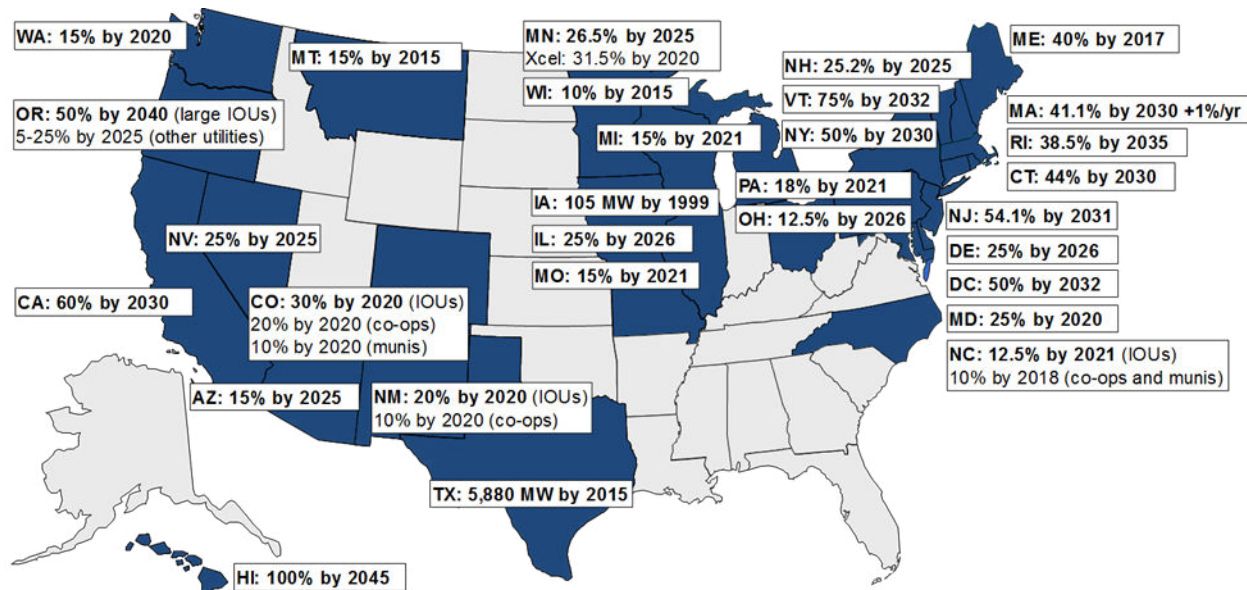 WA: 15% by 2020
MT: 15% by 2015
MN: 26.5% by 2025
Xcel: 31.5% by 2020
ME: 40% by 2017
NH: 25.2% by 2025
WI: 10% by 2015
VT: 75% by 2032
OR: 50% by 2040 (large IOUs)
5-25% by 2025 (other utilities)
MA: 41.1% by 2030 +1%/yr
MI: 15% by 2021
NY: 50% by 2030
RI: 38.5% by 2035
CT: 44% by 2030
PA: 18% by 2021
IA: 105 MW by 1999
OH: 12.5% by 2026
NJ: 54.1% by 2031
NV: 25% by 2025
IL: 25% by 2026
DE: 25% by 2026
MO: 15% by 2021
DC: 50% by 2032
CA: 60% by 2030
CO: 30% by 2020 (IOUs)
20% by 2020 (co-ops)
10% by 2020 (munis)
MD: 25% by 2020
NC: 12.5% by 2021 (IOUs)
10% by 2018 (co-ops and munis)
AZ: 15% by 2025
NM: 20% by 2020 (IOUs)
10% by 2020 (co-ops)
TX: 5,880 MW by 2015
HI: 100% by 2045